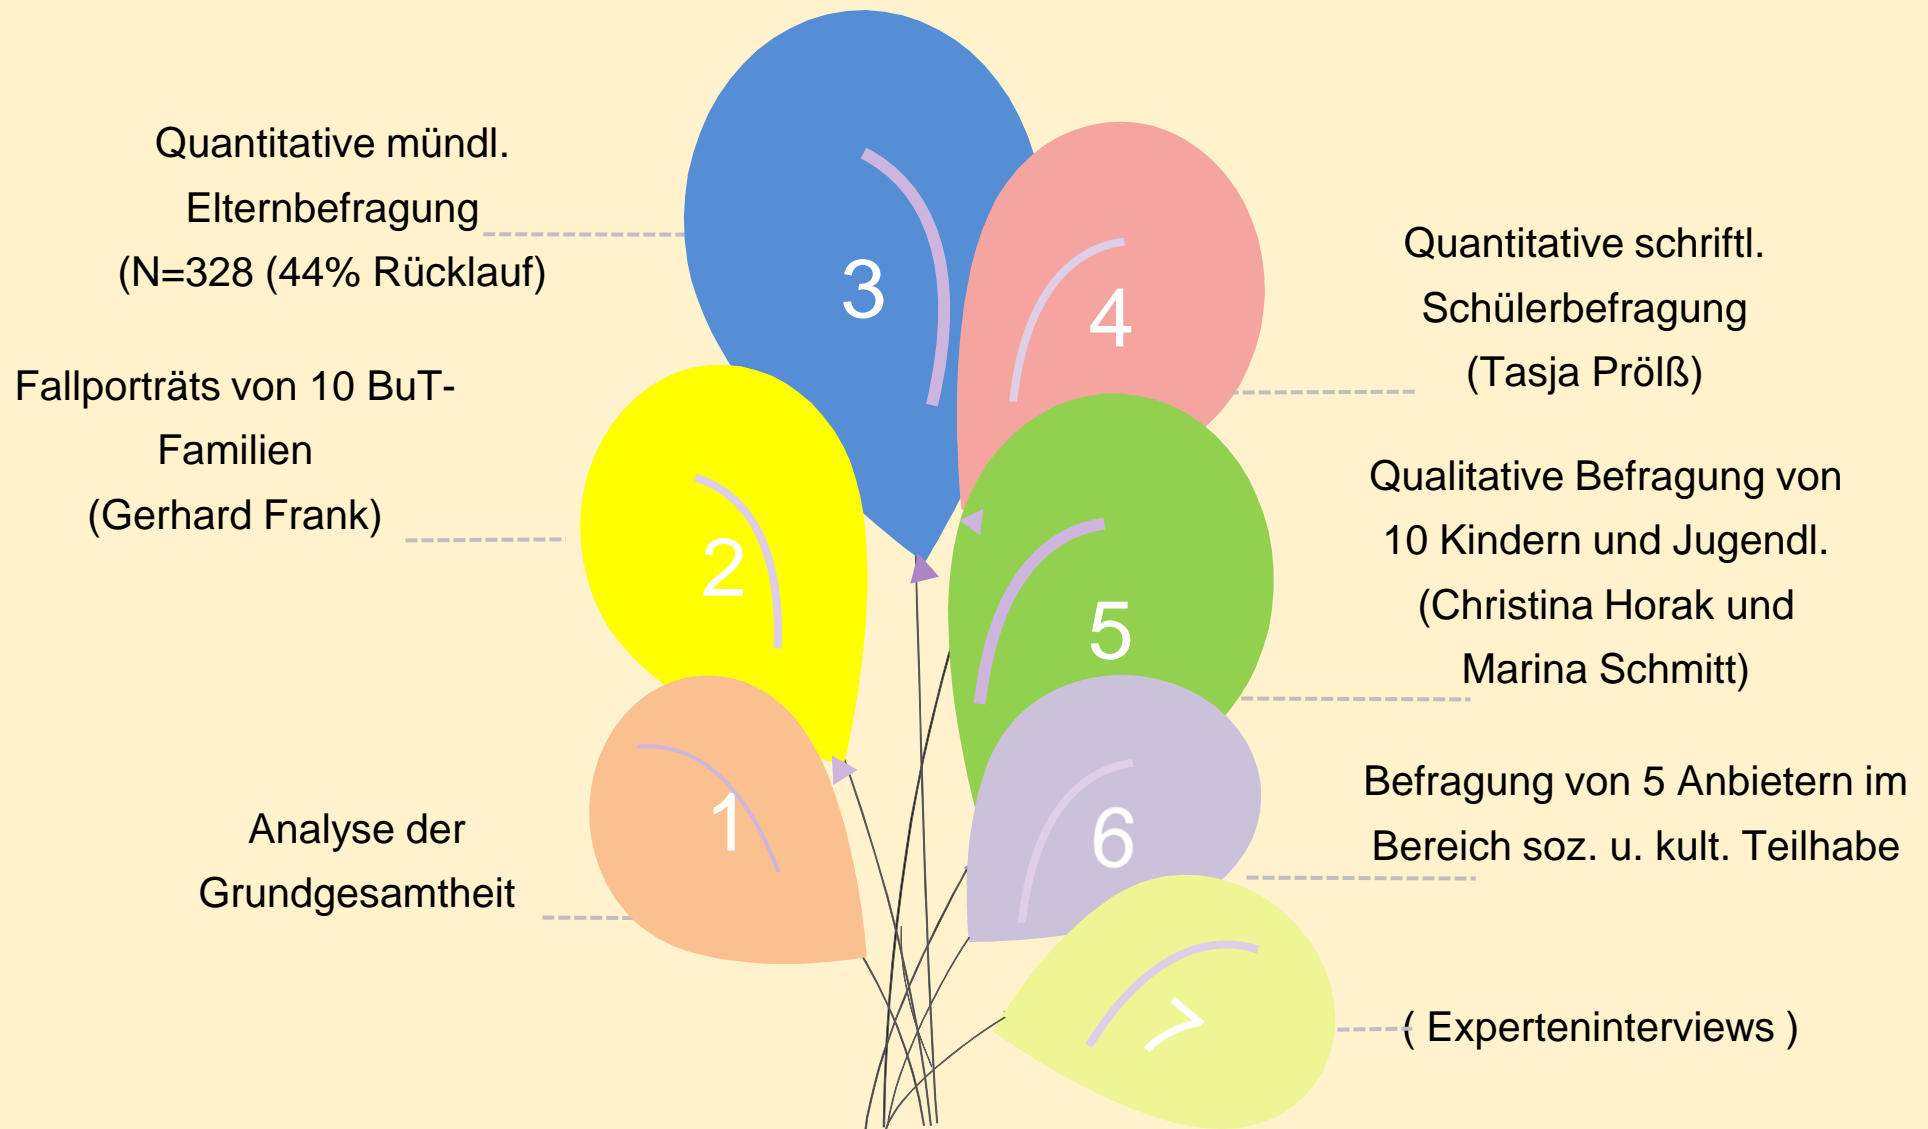 Quantitative mündl.
Elternbefragung
(N=328 (44% Rücklauf)
3
Fallporträts von 10 BuT-
Familien
(Gerhard Frank)
2
Analyse der
Grundgesamtheit
1
4
Quantitative schriftl.
Schülerbefragung
(Tasja Prölß)
5
Qualitative Befragung von
10 Kindern und Jugendl.
(Christina Horak und
Marina Schmitt)
6
Befragung von 5 Anbietern im
Bereich soz. u. kult. Teilhabe
7
( Experteninterviews )